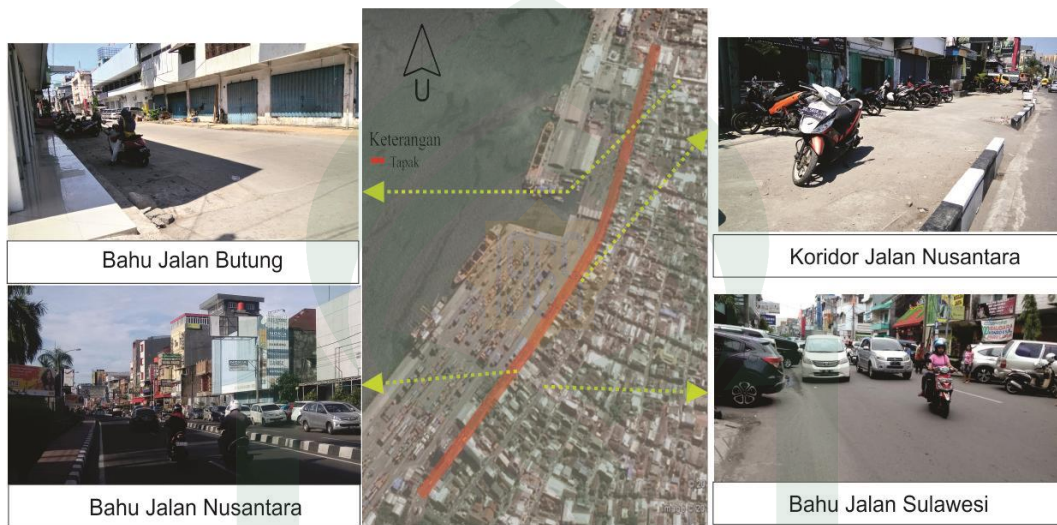 U
Keterangan
Tapak
Bahu Jalan Butung
Koridor Jalan Nusantara
Bahu Jalan Nusantara
Bahu Jalan Sulawesi